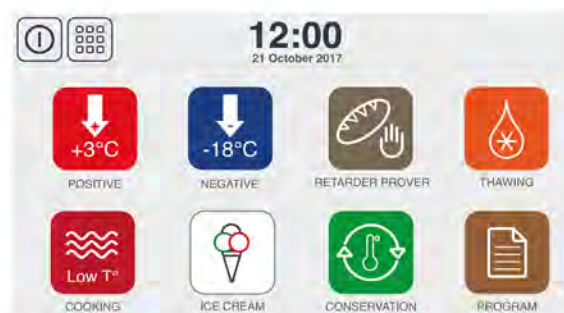 12:00
21 October 2017
+3°C
-18°C
POSITIVE
NEGATIVE
RETARDER PROVER
THAWING
Low T°
COOKING
ICE CREAM
CONSERVATION
PROGRAM